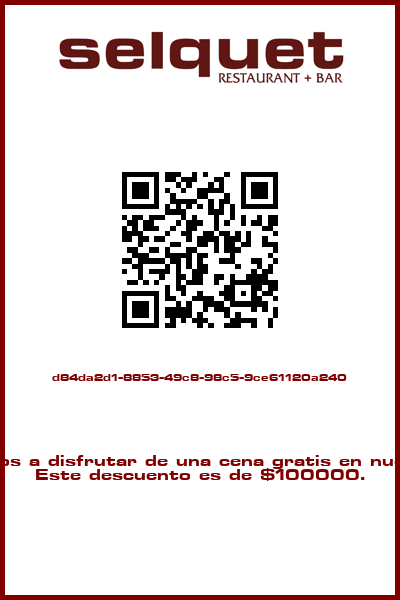 selquet
RESTAURANT + BAR
d84da2d1-8853-49c8-98c5-9ce61120a240
a disfrutar de una cena gratis en
Este descuento es de $100000.